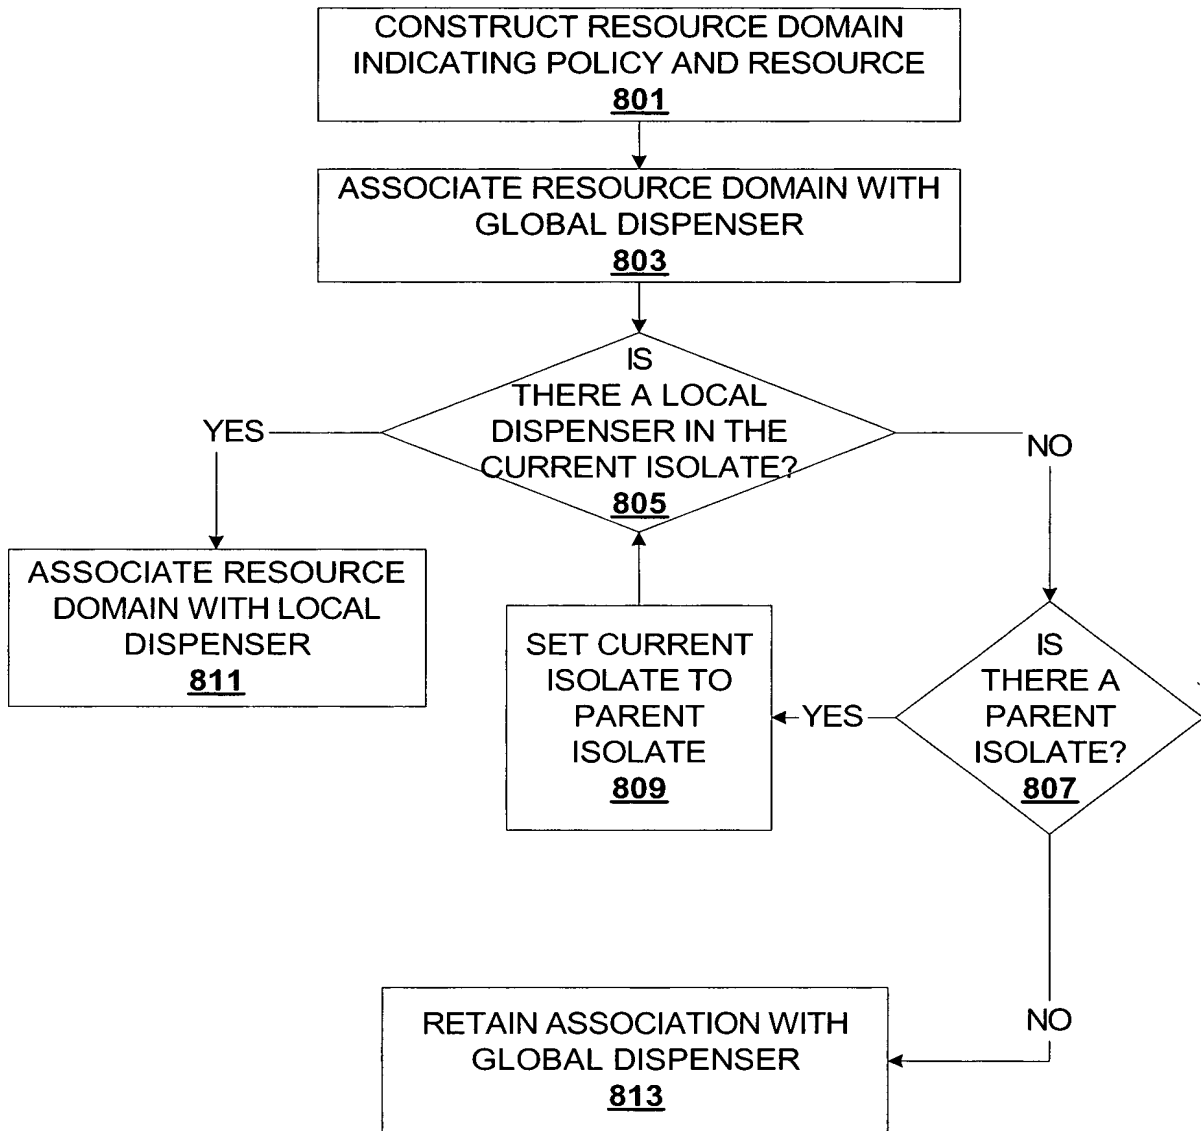 CONSTRUCT RESOURCE DOMAIN
INDICATING POLICY AND RESOURCE
801
ASSOCIATE RESOURCE DOMAIN WITH
GLOBAL DISPENSER
803
IS
THERE A LOCAL
DISPENSER IN THE
CURRENT ISOLATE?
805
YES
NO
ASSOCIATE RESOURCE
DOMAIN WITH LOCAL
DISPENSER
811
SET CURRENT
ISOLATE TO
PARENT
ISOLATE
809
YES
IS
THERE A
PARENT
ISOLATE?
807
NO
RETAIN ASSOCIATION WITH
GLOBAL DISPENSER
813